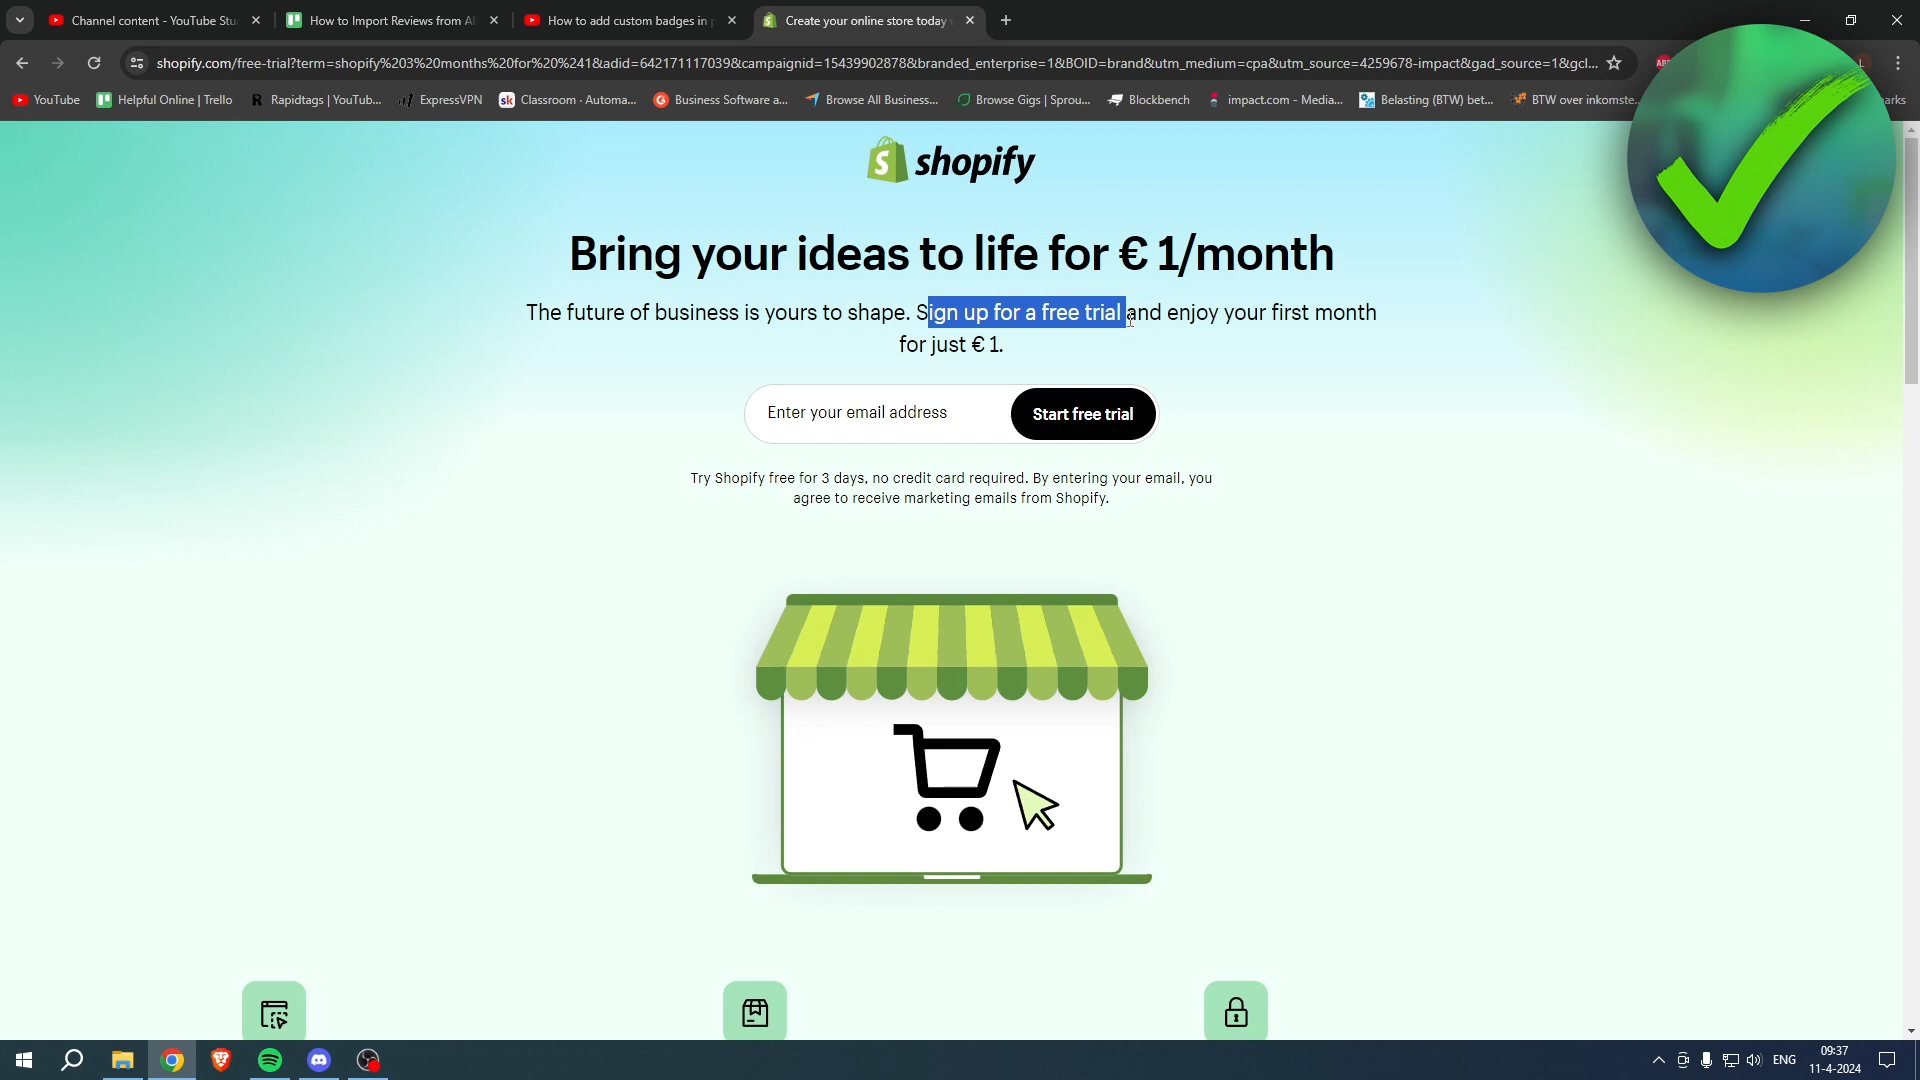 Channel content - YouTube Stu
How to Import Reviews from Al
How to add custom badges in p
Create your online store today
shopify.com/free-trial?term=shopify%203%20months%20for%20%241&adid=642171117039&campaignid=15439902878&branded_enterprise=1&BOID=brand&utm_medium=cpa&utm_source=4259678-impact&gad_source=1&gcl...
YouTube
Helpful Online | Trello
Rapidtags | YouTub...
ExpressVPN
Classroom - Automa...
Business Software a...
Browse All Business...
Browse Gigs | Sprou...
Blockbench
impact.com - Media...
Belasting (BTW) bet...
BTW over inkomste...
arks
shopify
Bring your ideas to life for € 1/month
The future of business is yours to shape. Sign up for a free trial and enjoy your first month
for just € 1.
Enter your email address
Start free trial
Try Shopify free for 3 days, no credit card required. By entering your email, you
agree to receive marketing emails from Shopify.
ENG
09:37
11-4-2024